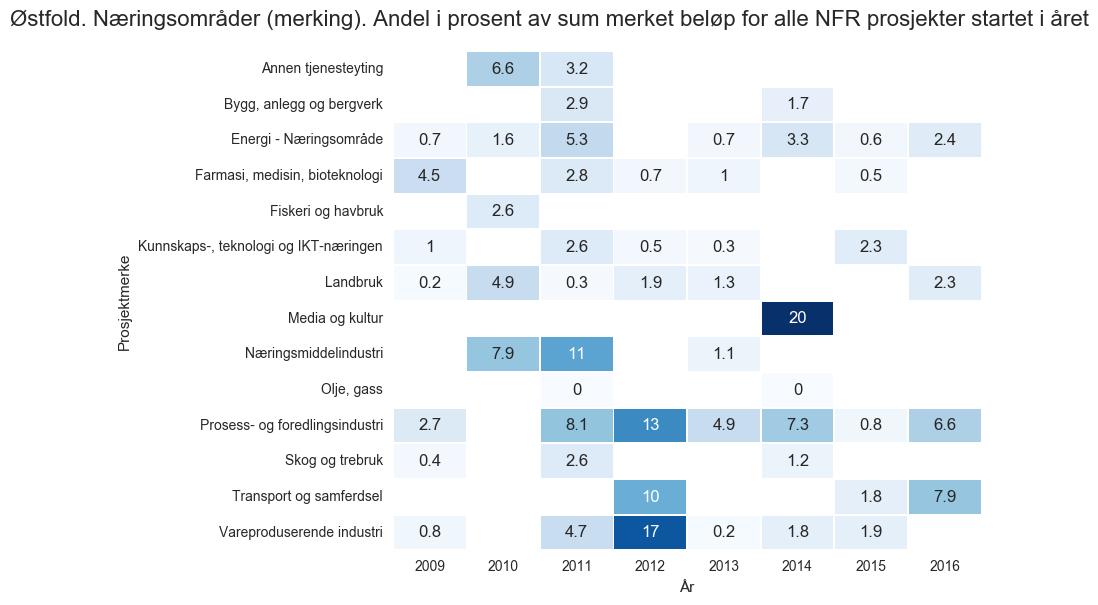 Østfold. Næringsområder (merking). Andel i prosent av sum merket beløp for alle NFR prosjekter startet i året
Prosjektmerke
Annen tjenesteyting 6.6 3.2
Bygg, anlegg og bergverk 2.9 1.7
Energi - Næringsområde 0.7 1.6 5.3 0.7 3.3 0.6 2.4
Farmasi, medisin, bioteknologi 4.5 2.8 0.7 1 0.5
Fiskeri og havbruk 2.6
Kunnskaps-, teknologi og IKT-næringen 1 2.6 0.5 0.3 2.3
Landbruk 0.2 4.9 0.3 1.9 1.3 2.3
Media og kultur 20
Næringsmiddelindustri 7.9 11 1.1
Olje, gass 0 0
Prosess- og foredlingsindustri 2.7 8.1 13 4.9 7.3 0.8 6.6
Skog og trebruk 0.4 2.6 1.2
Transport og samferdsel 10 1.8 7.9
Vareproduserende industri 0.8 4.7 17 0.2 1.8 1.9
2009 2010 2011 2012 2013 2014 2015 2016
År